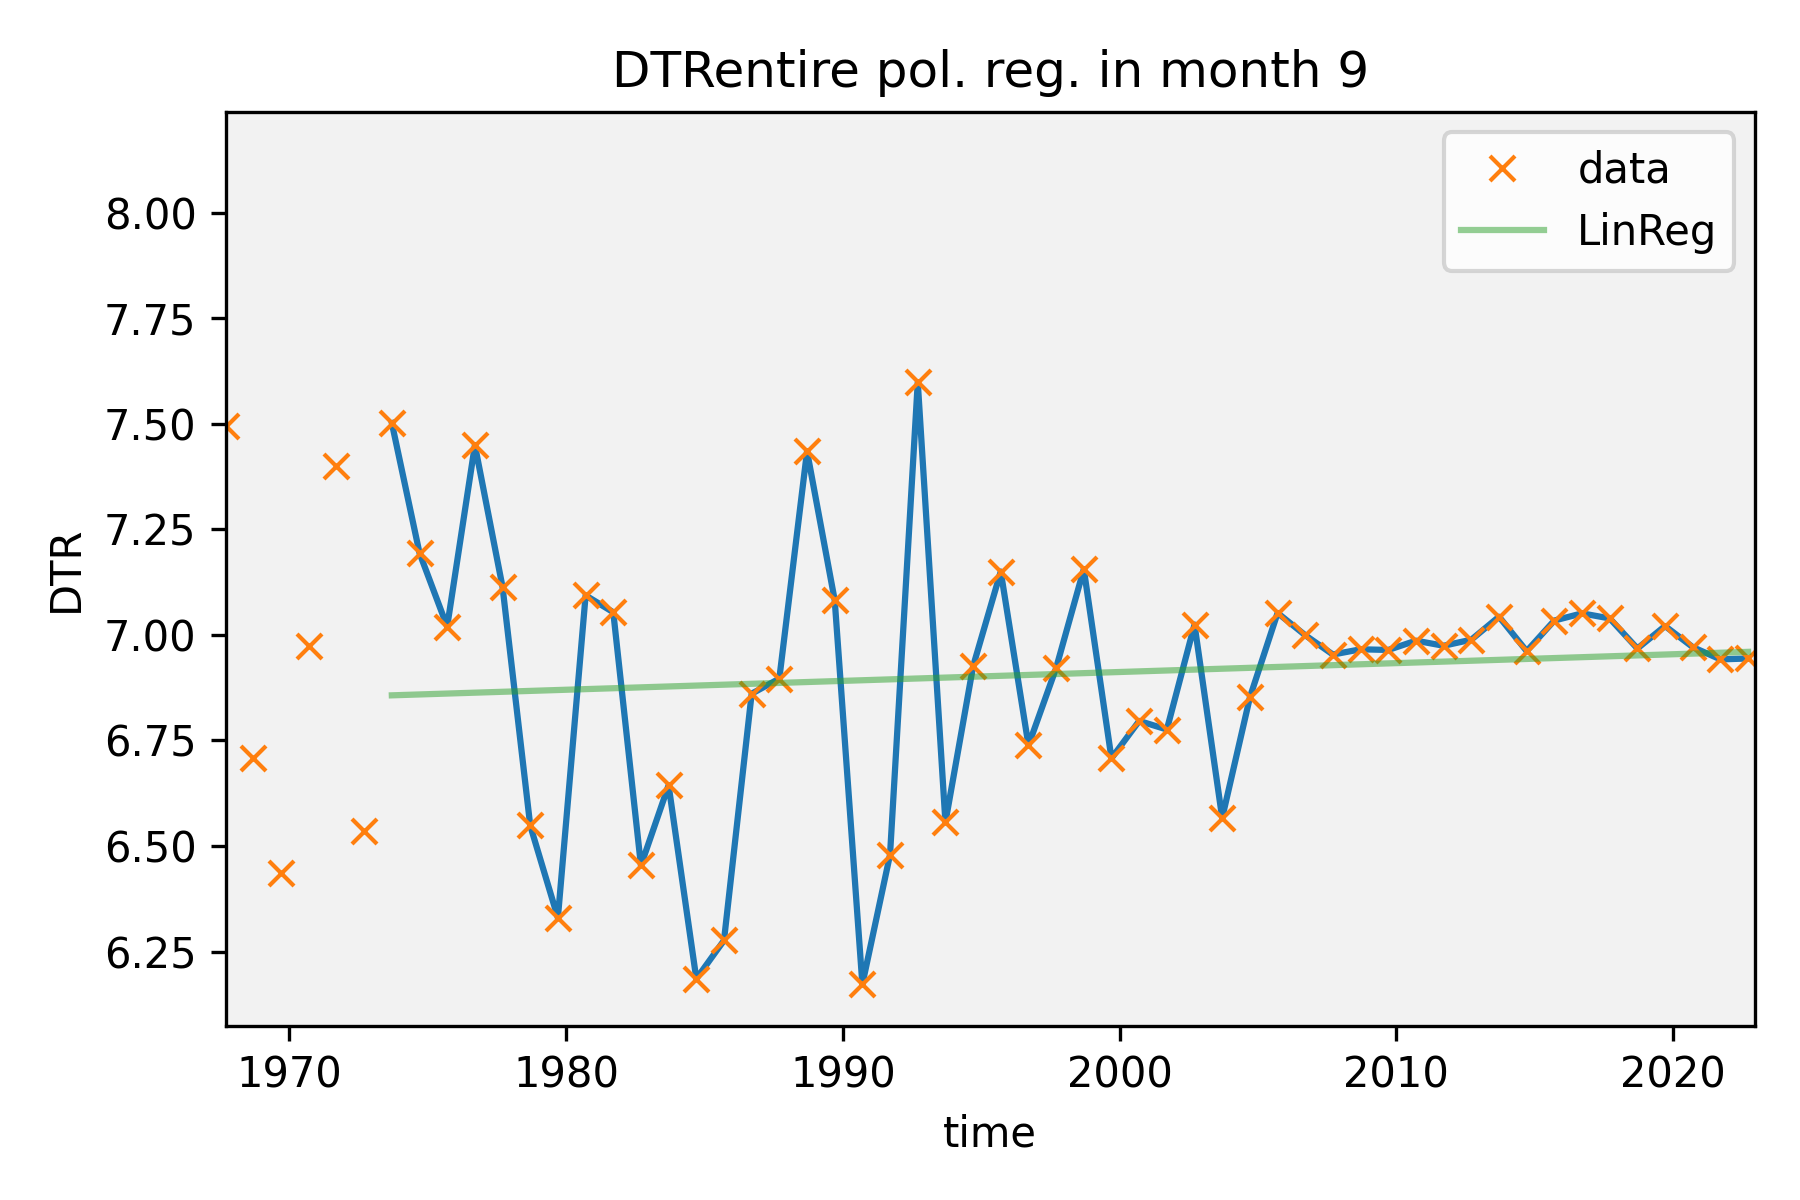 DTRentire pol. reg. in month 9
data
LinReg
8.00
7.75
7.50
7.25
7.00
6.75
6.50
6.25
DTR
1970 1980 1990 2000 2010 2020
time